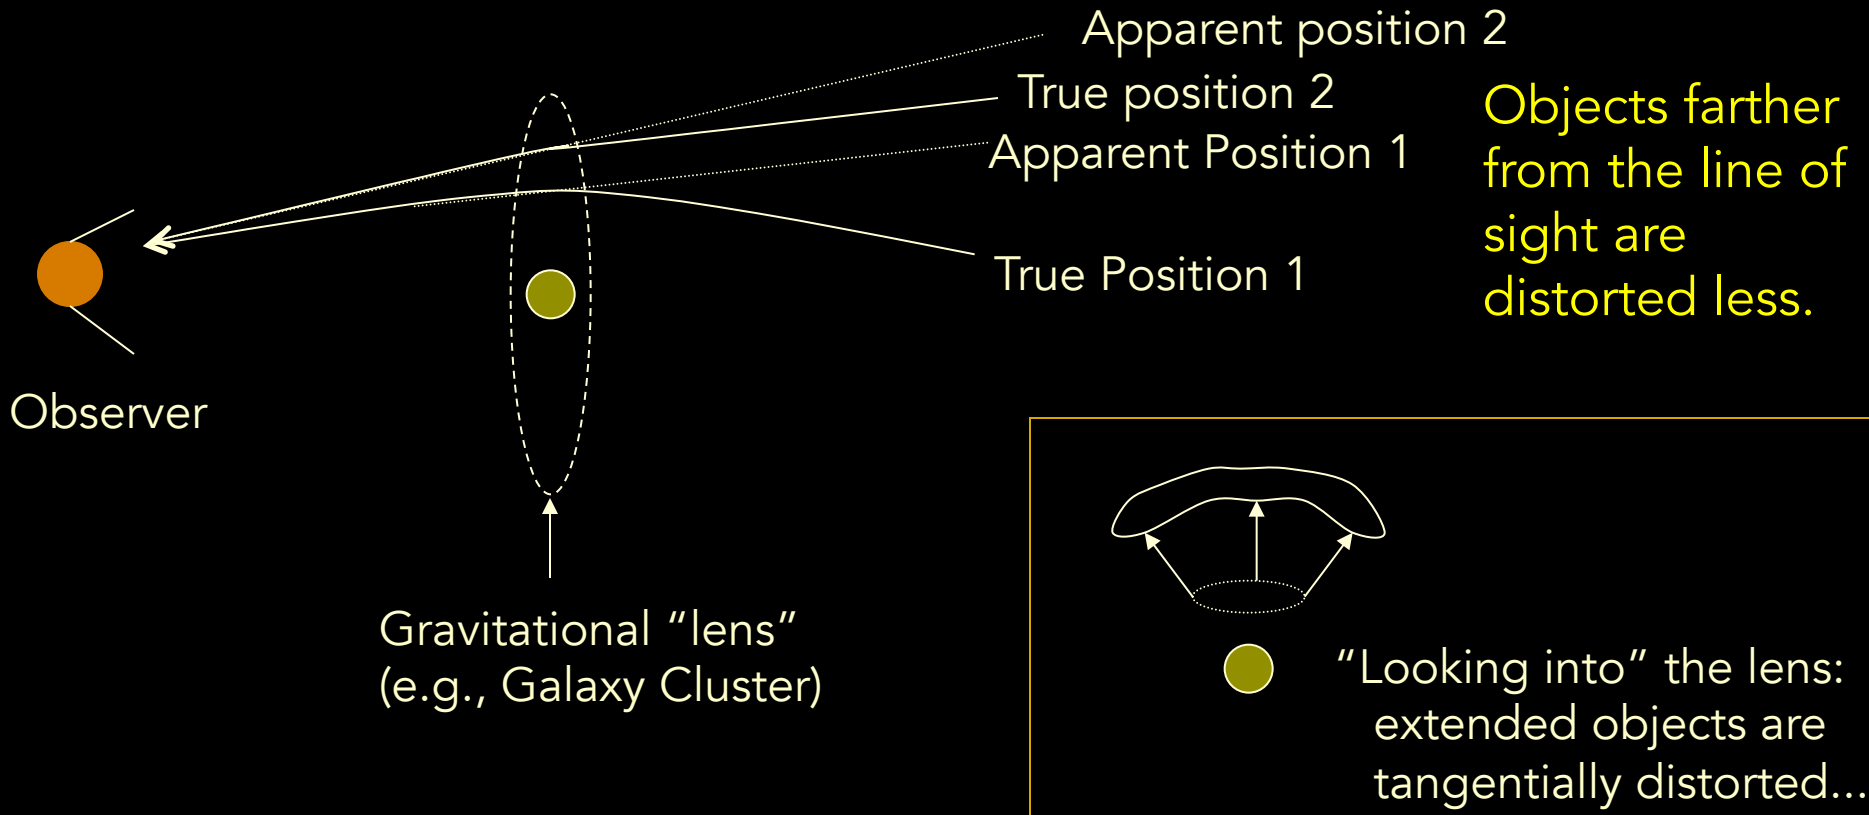 Apparent position 2
True position 2
Apparent Position 1
True Position 1
Objects farther
from the line of
sight are
distorted less.
Observer
Gravitational “lens”
(e.g., Galaxy Cluster)
“Looking into” the lens:
extended objects are
tangentially distorted...